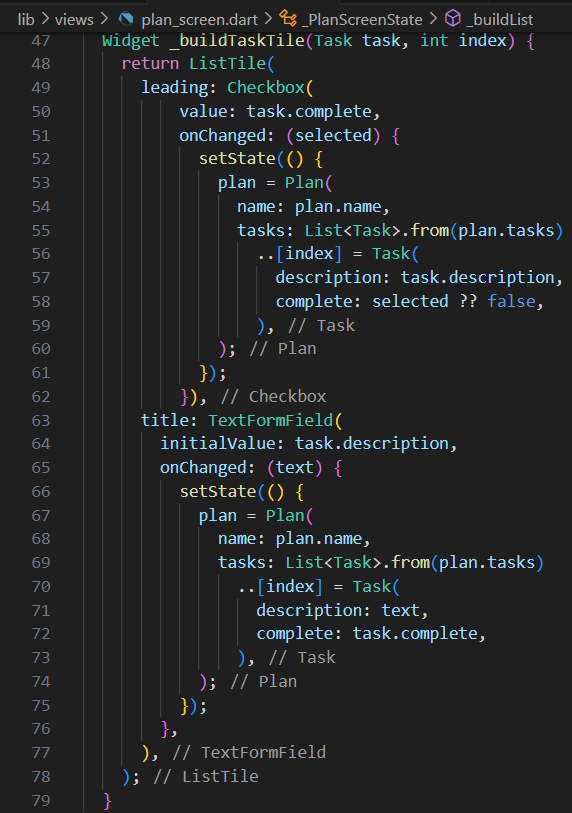 lib > views > plan_screen.dart > _PlanScreenState > _buildList
47 Widget _buildTaskTile(Task task, int index) {
48 return ListTile(
49 leading: Checkbox(
50 value: task.complete,
51 onChanged: (selected) {
52 setState(() {
53 plan = Plan(
54 name: plan.name,
55 tasks: List<Task>.from(plan.tasks)
56 ..[index] = Task(
57 description: task.description,
58 complete: selected ?? false,
59 ), // Task
60 ); // Plan
61 });
62 }), // Checkbox
63 title: TextFormField(
64 initialValue: task.description,
65 onChanged: (text) {
66 setState(() {
67 plan = Plan(
68 name: plan.name,
69 tasks: List<Task>.from(plan.tasks)
70 ..[index] = Task(
71 description: text,
72 complete: task.complete,
73 ), // Task
74 ); // Plan
75 });
76 },
77 ), // TextFormField
78 ); // ListTile
79 }